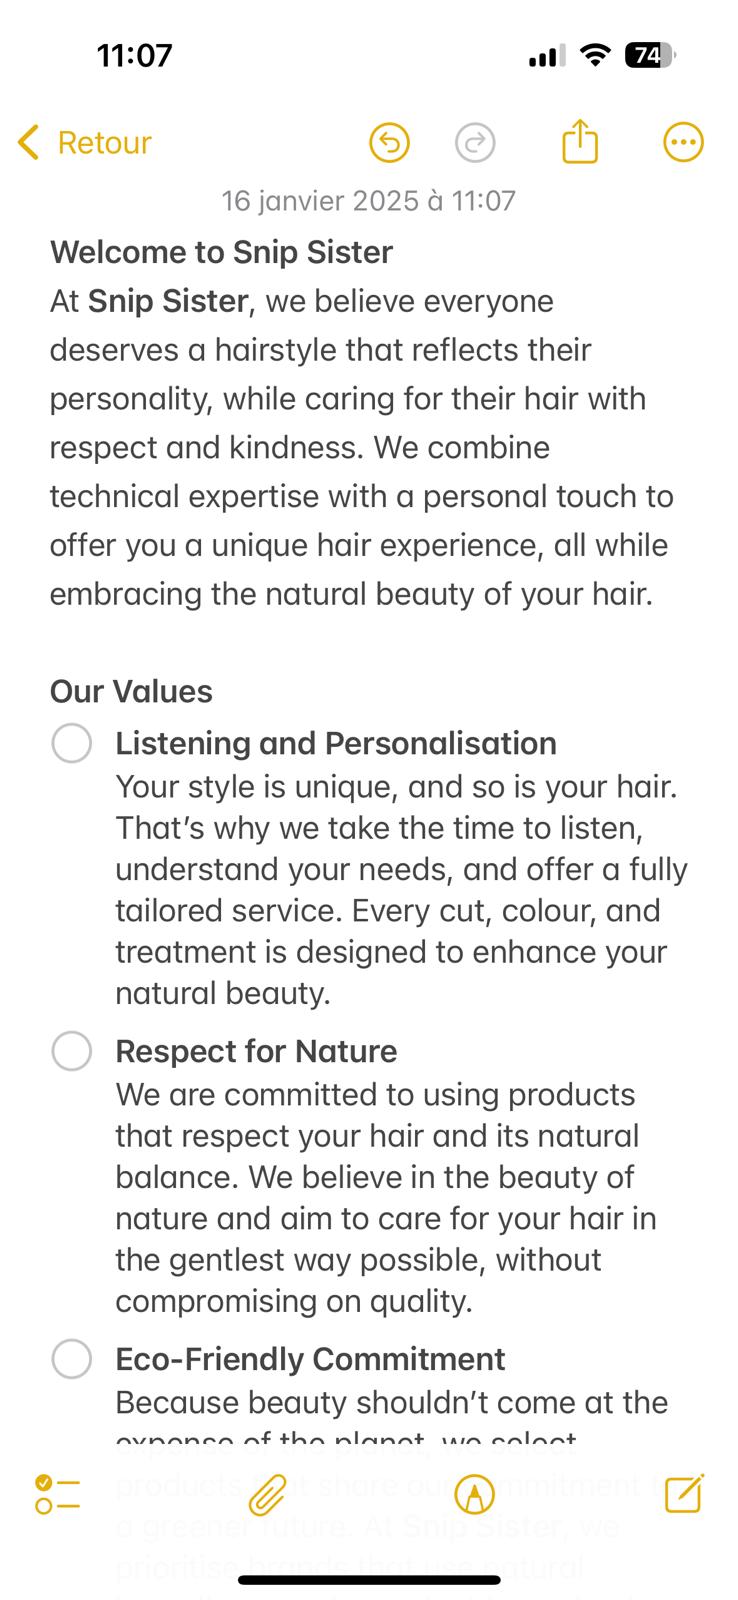 11:07
74
Retour
16 janvier 2025 à 11:07
Welcome to Snip Sister
At Snip Sister, we believe everyone
deserves a hairstyle that reflects their
personality, while caring for their hair with
respect and kindness. We combine
technical expertise with a personal touch to
offer you a unique hair experience, all while
embracing the natural beauty of your hair.
Our Values
Listening and Personalisation
Your style is unique, and so is your hair.
That’s why we take the time to listen,
understand your needs, and offer a fully
tailored service. Every cut, colour, and
treatment is designed to enhance your
natural beauty.
Respect for Nature
We are committed to using products
that respect your hair and its natural
balance. We believe in the beauty of
nature and aim to care for your hair in
the gentlest way possible, without
compromising on quality.
Eco-Friendly Commitment
Because beauty shouldn’t come at the
expense of the planet, we select
products that share our commitment
a greener future. At Snip Sister, we
prioritise brands that use natural